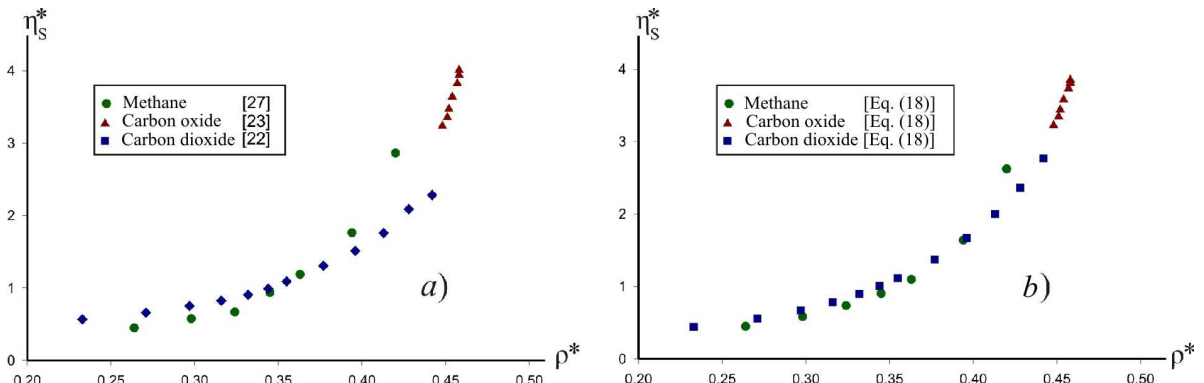 η*S
4
3
2
1
0
0.20 0.25 0.30 0.35 0.40 0.45 0.50
ρ*
Methane [27]
Carbon oxide [23]
Carbon dioxide [22]
a)
η*S
4
3
2
1
0
0.20 0.25 0.30 0.35 0.40 0.45 0.50
ρ*
Methane [Eq. (18)]
Carbon oxide [Eq. (18)]
Carbon dioxide [Eq. (18)]
b)